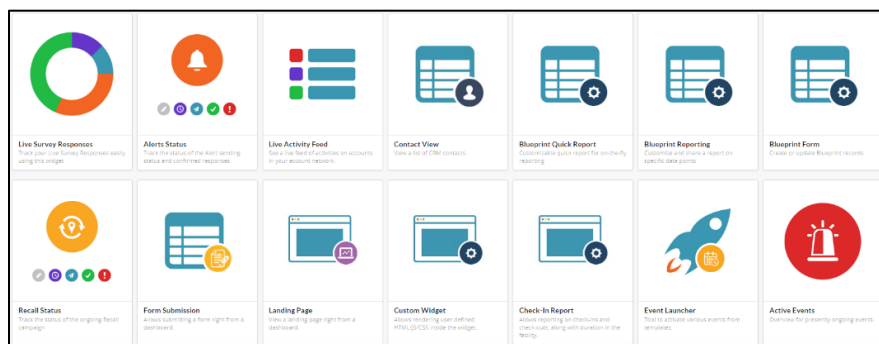 Live Survey Responses
Track your Live Survey Responses easily
using this widget
Alerts Status
Track the status of the Alert sending
status and confirmed responses
Live Activity Feed
See a live feed of activities on accounts
in your account network.
Contact View
View a list of CRM contacts
Blueprint Quick Report
Customizable quick report for on-the-fly
reporting
Blueprint Reporting
Customize and share a report on
specific data points
Blueprint Form
Create or update Blueprint records
Recall Status
Track the status of the ongoing Recall
campaign
Form Submission
Allows submitting a form right from a
dashboard.
Landing Page
View a landing page right from a
dashboard.
Custom Widget
Allows rendering user defined
HTML/JS/CSS inside the widget.
Check-In Report
Allows reporting on check-ins and
check-outs, along with duration in the
facility.
Event Launcher
Tool to activate various events from
templates
Active Events
Overview for presently ongoing events